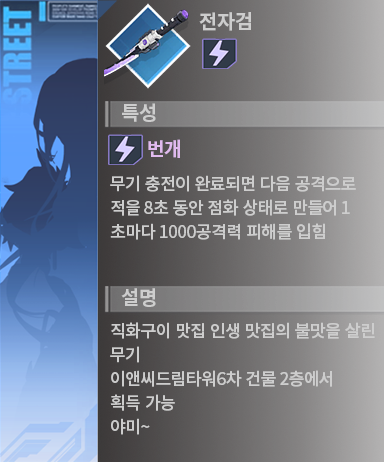 STREET
전자검
특성
번개
무기 충전이 완료되면 다음 공격으로
적을 8초 동안 점화 상태로 만들어 1
초마다 1000공격력 피해를 입힘
설명
직화구이 맛집 인생 맛집의 불맛을 살린
무기
이앤씨드림타워6차 건물 2층에서
획득 가능
야미~